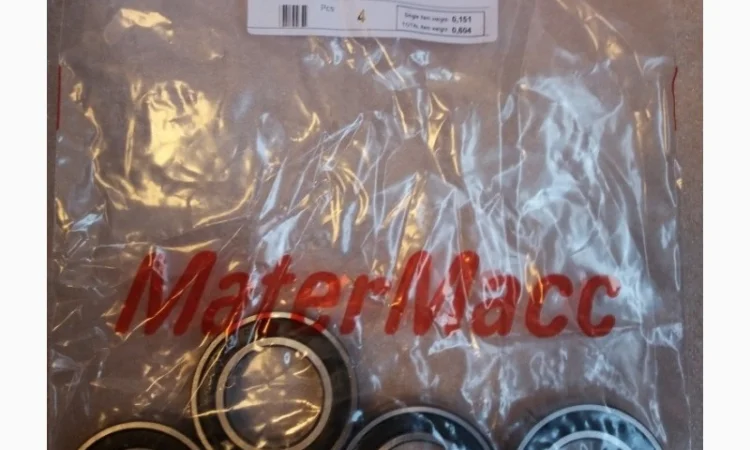 Pcs 4
Single item weight: 0,151
TOTAL item weight: 0,604
MaterMacc